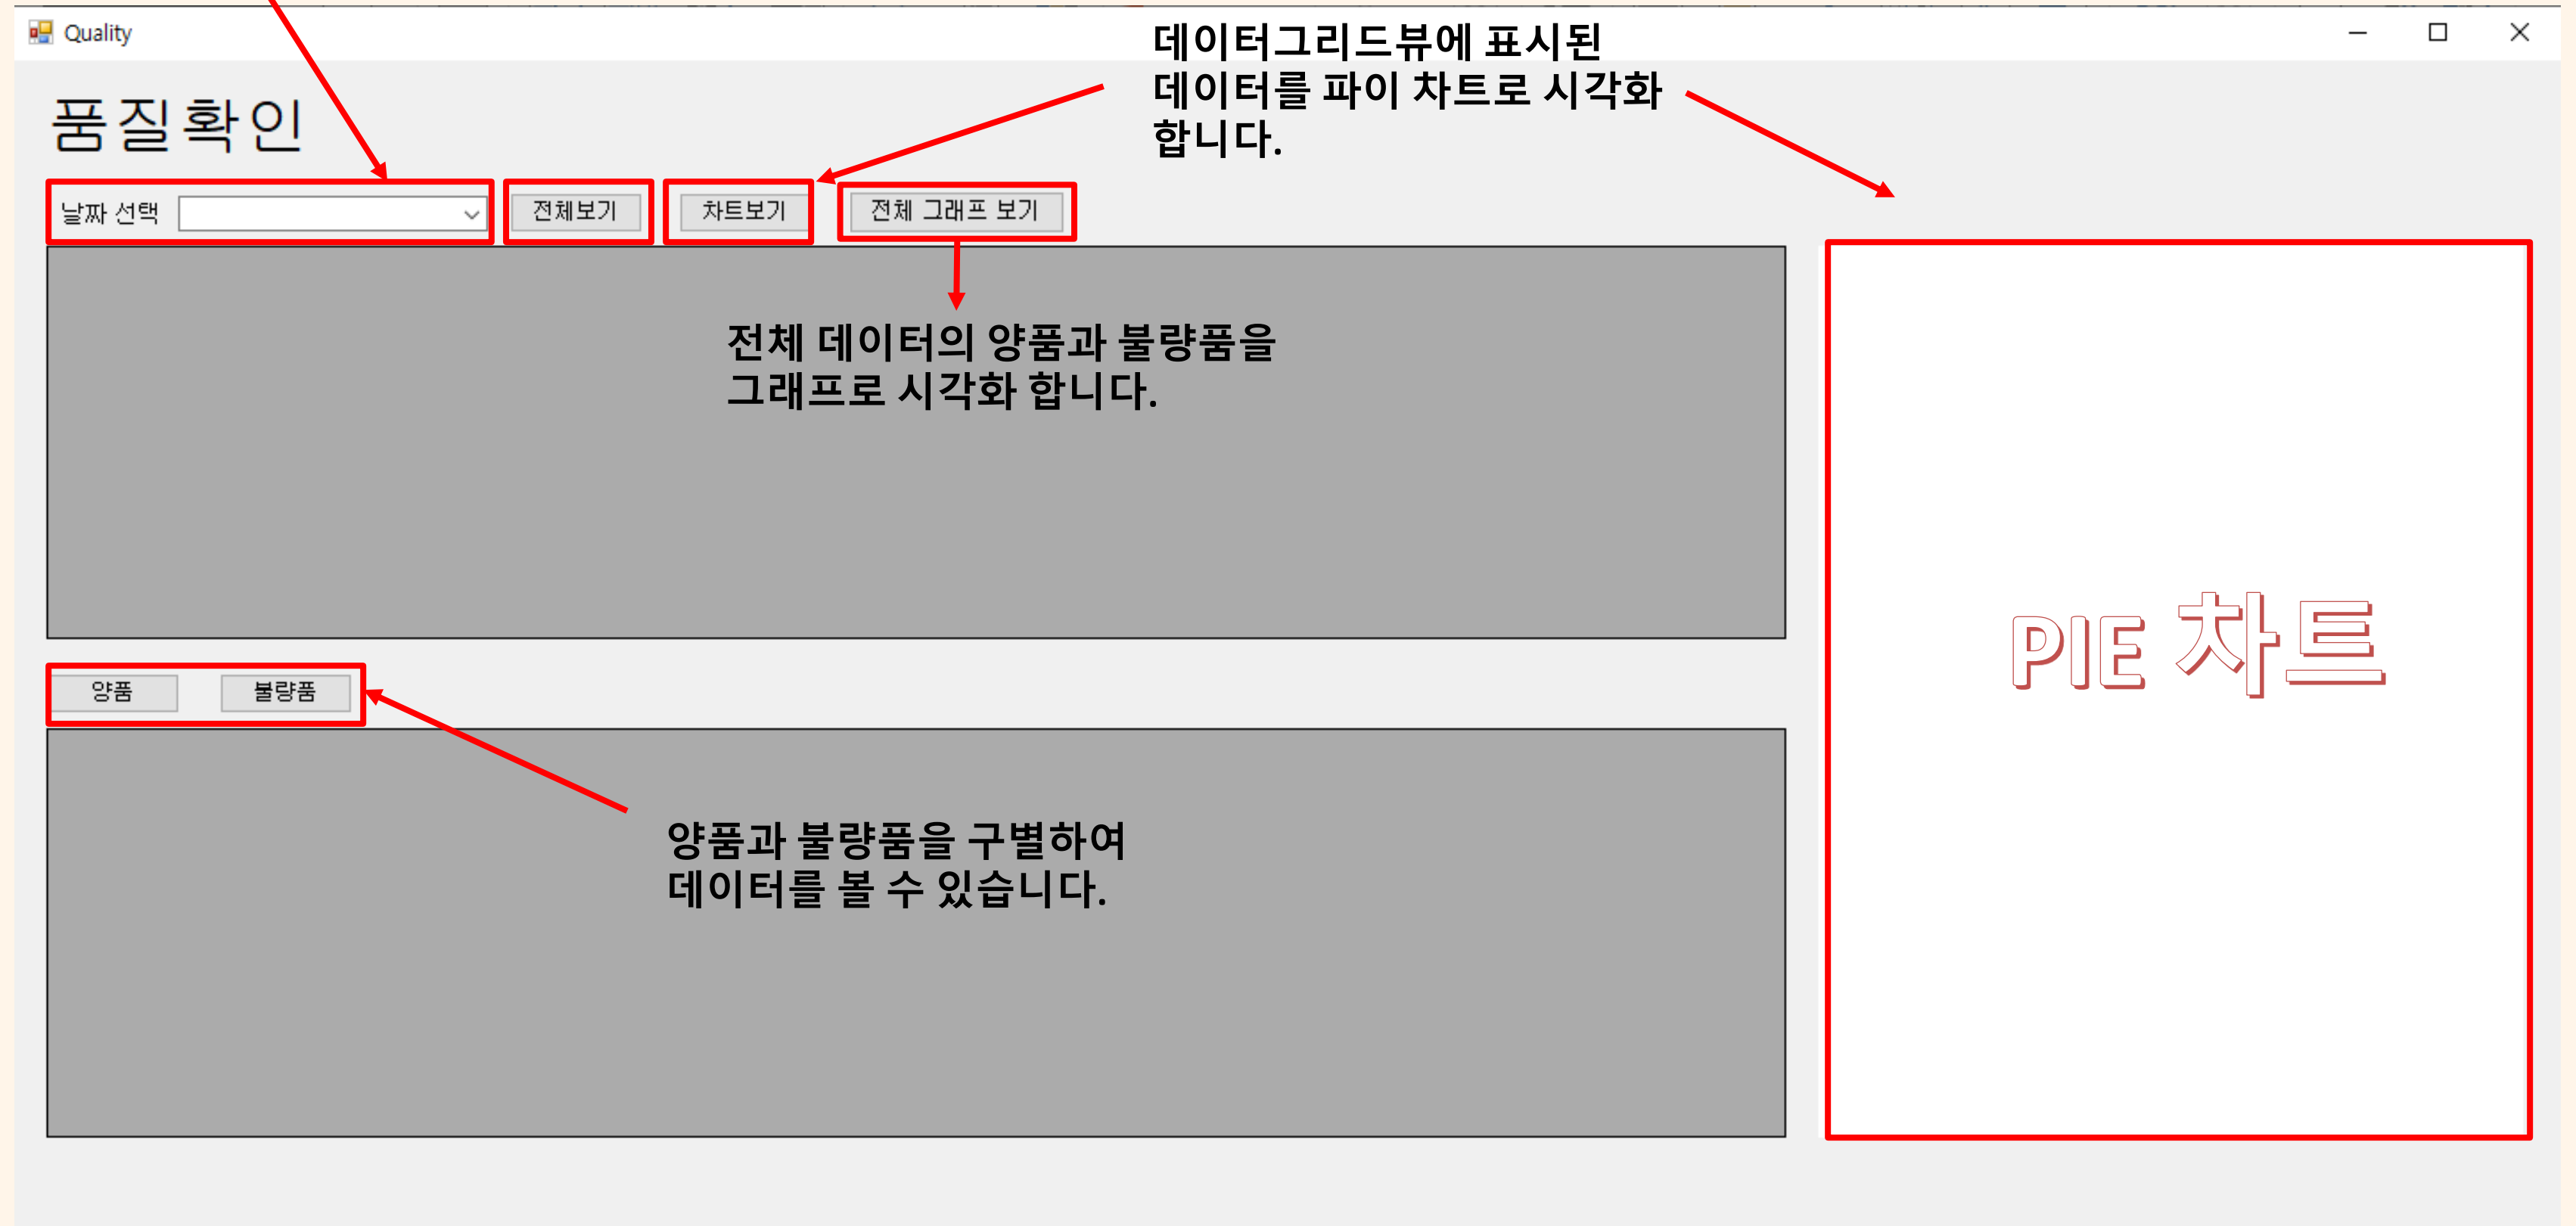 Quality
데이터그리드뷰에 표시된
데이터를 파이 차트로 시각화
합니다.
품질확인
날짜 선택
전체보기
차트보기
전체 그래프 보기
전체 데이터의 양품과 불량품을
그래프로 시각화 합니다.
PIE 차트
양품
불량품
양품과 불량품을 구별하여
데이터를 볼 수 있습니다.